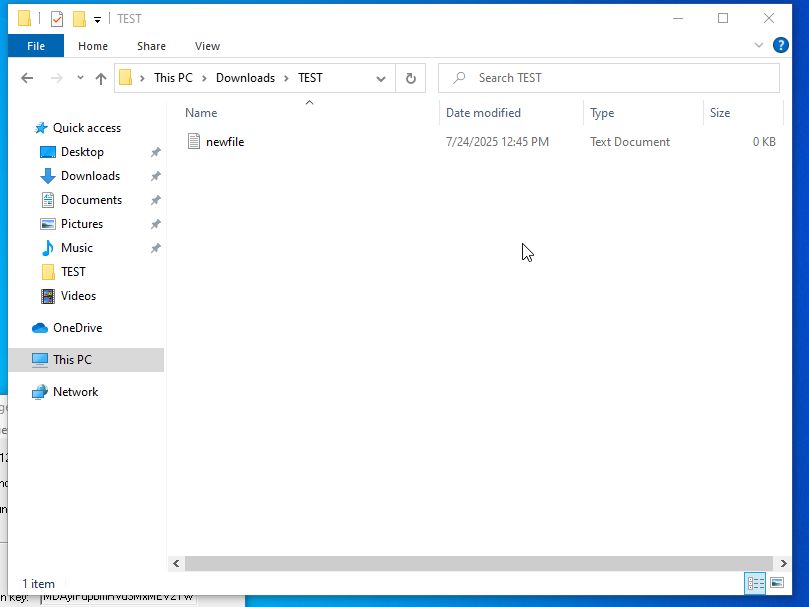 TEST
File Home Share View
This PC Downloads TEST
Search TEST
Name Date modified Type Size
newfile 7/24/2025 12:45 PM Text Document 0 KB
Quick access
Desktop
Downloads
Documents
Pictures
Music
TEST
Videos
OneDrive
This PC
Network
1 item
key: